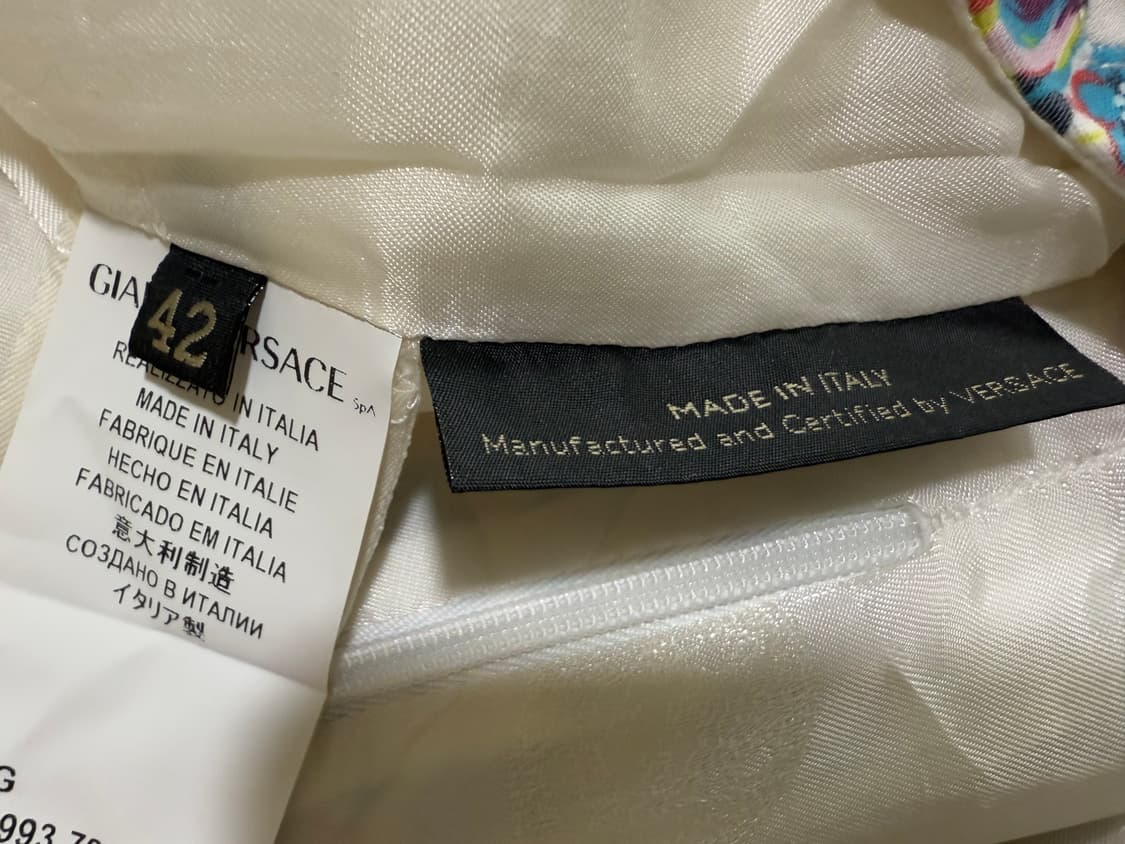 42
RSACE SpA
REALIZZATO IN ITALIA
MADE IN ITALY
FABRIQUE EN ITALIE
HECHO EN ITALIA
FABRICADO EM ITALIA
意大利制造
СОЗДАНО В ИТАЛИИ
イタリア製
G
MADE IN ITALY
Manufactured and Certified by VERSACE